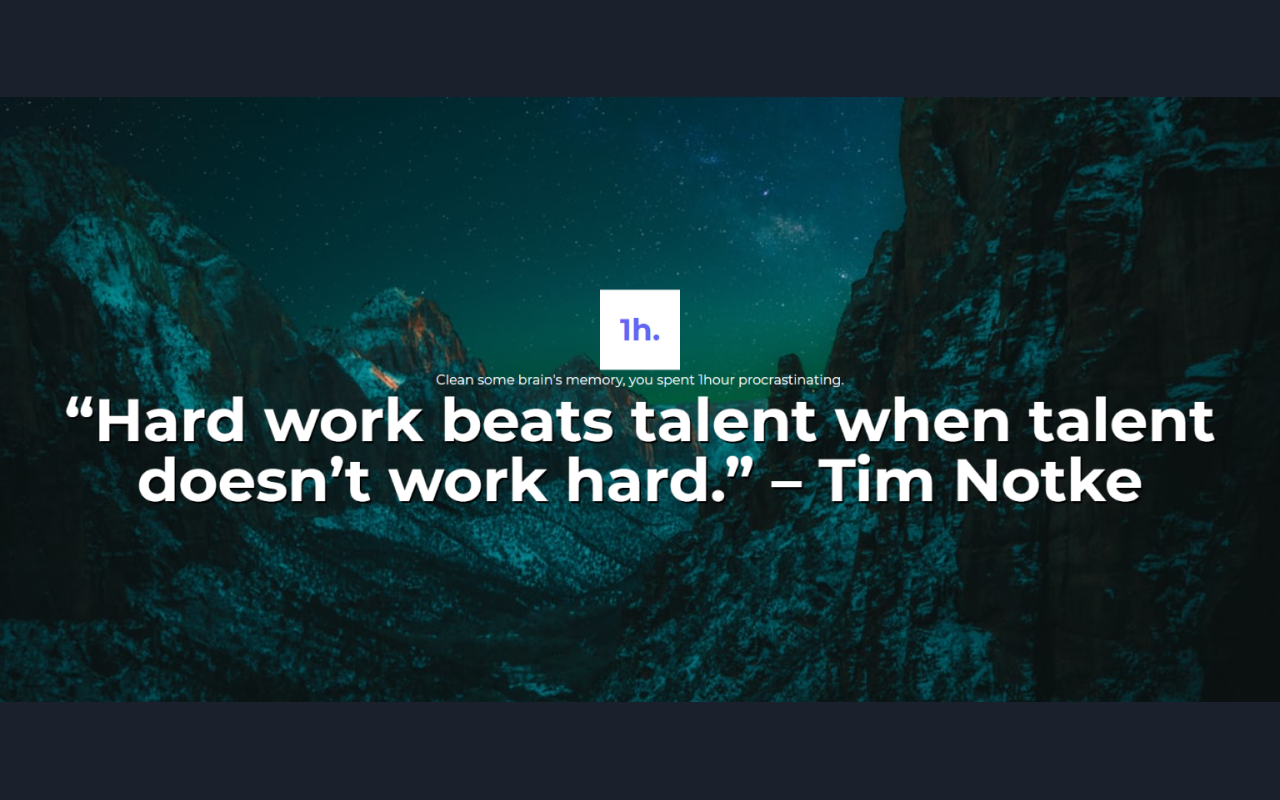 1h.
Clean some brain's memory, you spent 1hour procrastinating.
“Hard work beats talent when talent
doesn’t work hard.” – Tim Notke